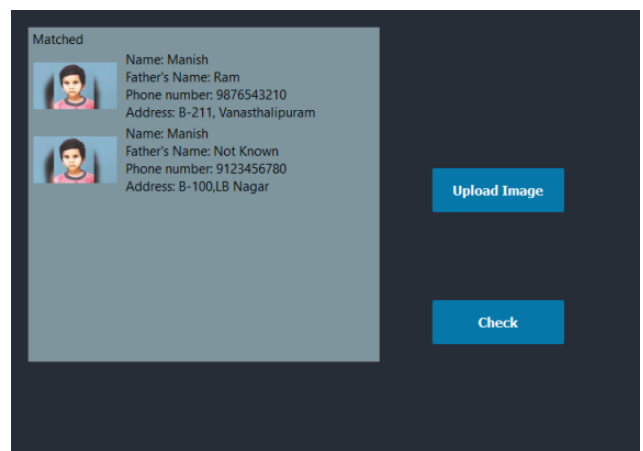 Matched
Name: Manish
Father's Name: Ram
Phone number: 9876543210
Address: B-211, Vanasthalipuram
Name: Manish
Father's Name: Not Known
Phone number: 9123456780
Address: B-100,LB Nagar
Upload Image
Check